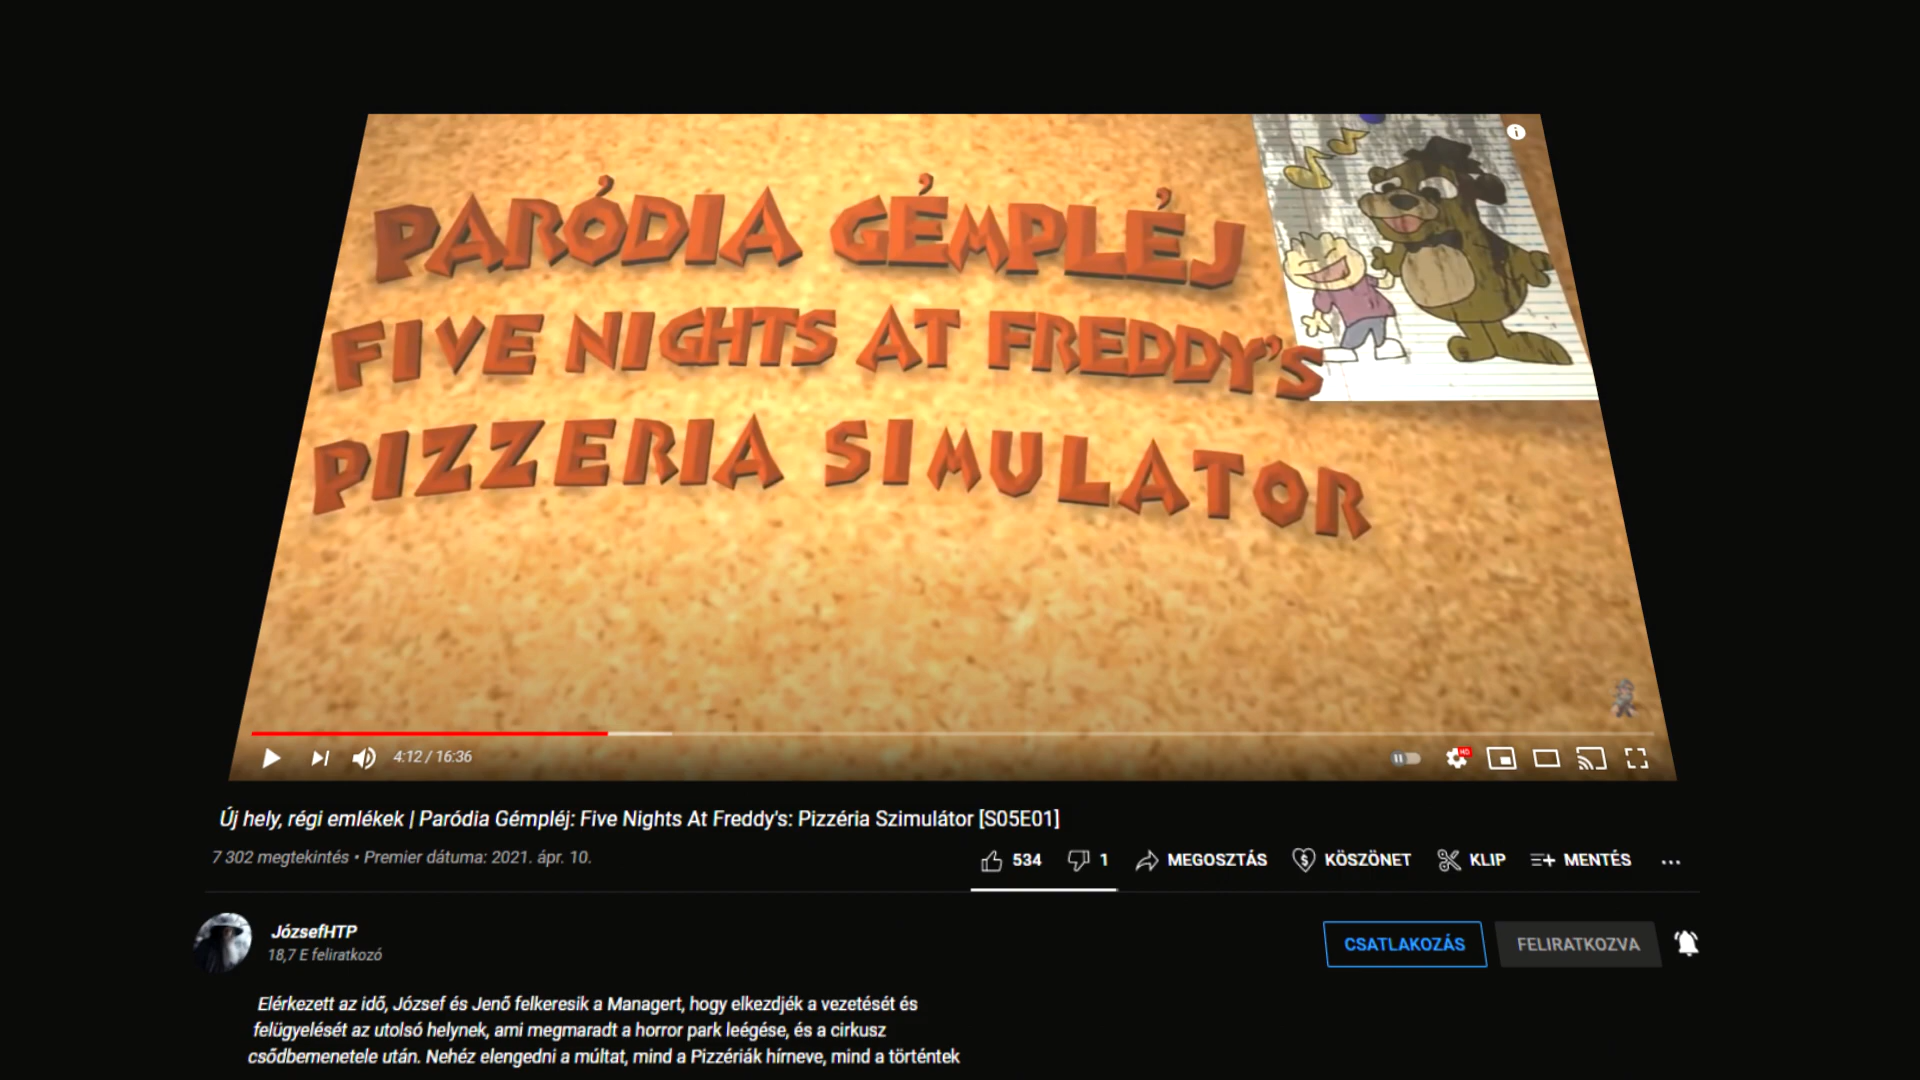 PARÓDIA GÉMPLÉJ
FIVE NIGHTS AT FREDDY'S
PIZZERIA SIMULATOR
i
HD
4:12 / 16:36
Új hely, régi emlékek | Paródia Gémpléj: Five Nights At Freddy's: Pizzéria Szimulátor [S05E01]
7 302 megtekintés • Premier dátuma: 2021. ápr. 10.
534 1 MEGOSZTÁS KÖSZÖNET KLIP MENTÉS ...
JózsefHTP
18,7 E feliratkozó
CSATLAKOZÁS FELIRATKOZVA
Elérkezett az idő, József és Jenő felkeresik a Managert, hogy elkezdjék a vezetését és
felügyelését az utolsó helynek, ami megmaradt a horror park leégése, és a cirkusz
csődbemenetele után. Nehéz elengedni a múltat, mind a Pizzériák hírneve, mind a történtek